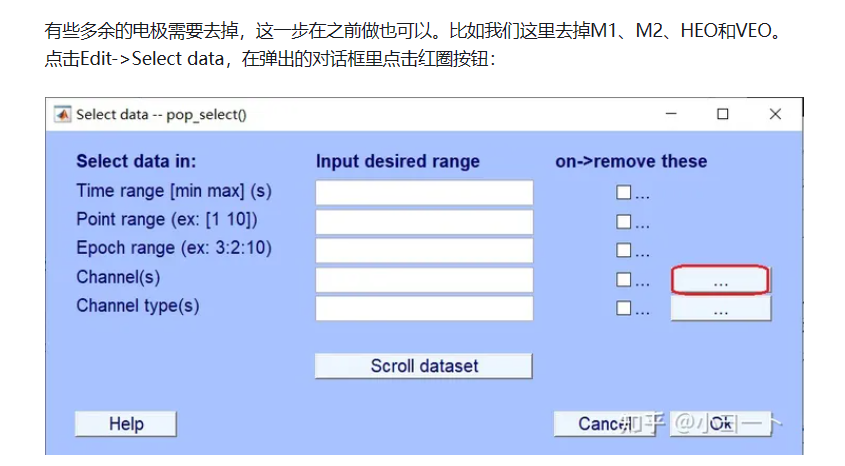 有些多余的电极需要去掉，这一步在之前做也可以。比如我们这里去掉M1、M2、HEO和VEO。
点击Edit->Select data，在弹出的对话框里点击红圈按钮：
Select data -- pop_select()
Select data in: Input desired range on->remove these
Time range [min max] (s) ...
Point range (ex: [1 10]) ...
Epoch range (ex: 3:2:10) ...
Channel(s) ... ...
Channel type(s) ... ...
Scroll dataset
Help Cancel Ok
知乎 @小五一卜